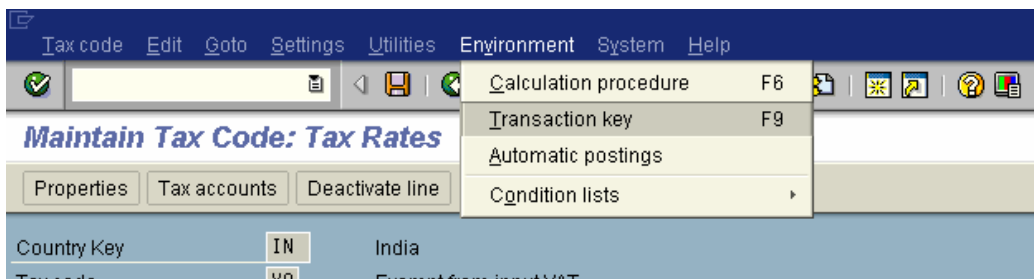 Tax code Edit Goto Settings Utilities Environment System Help
Calculation procedure F6
Transaction key F9
Automatic postings
Condition lists
Maintain Tax Code: Tax Rates
Properties Tax accounts Deactivate line
Country Key IN India